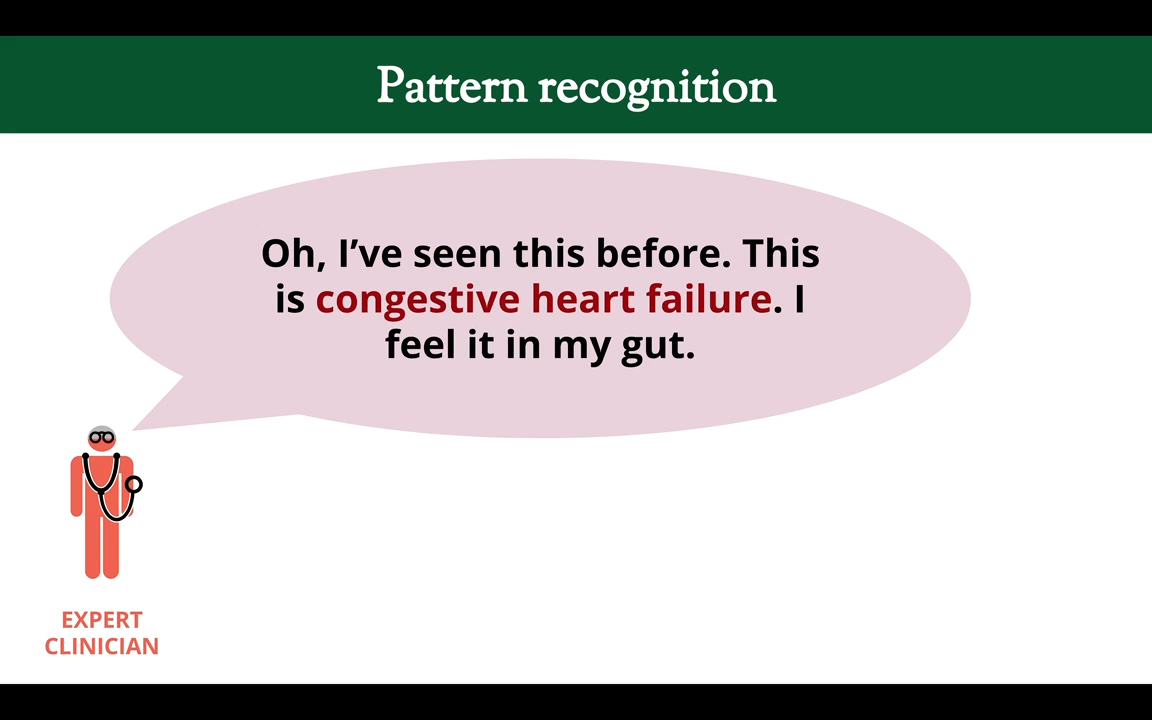 Pattern recognition
Oh, I’ve seen this before. This
is congestive heart failure. I
feel it in my gut.
EXPERT
CLINICIAN